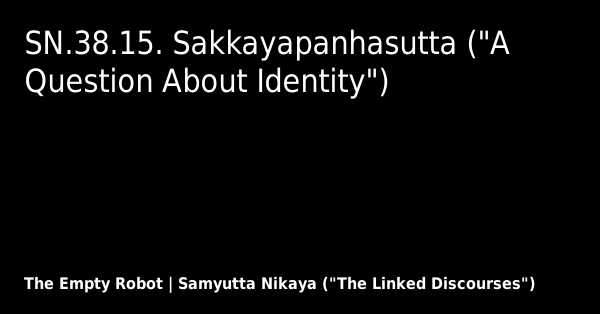 SN.38.15. Sakkayapanhasutta ("A
Question About Identity")
The Empty Robot | Samyutta Nikaya ("The Linked Discourses")